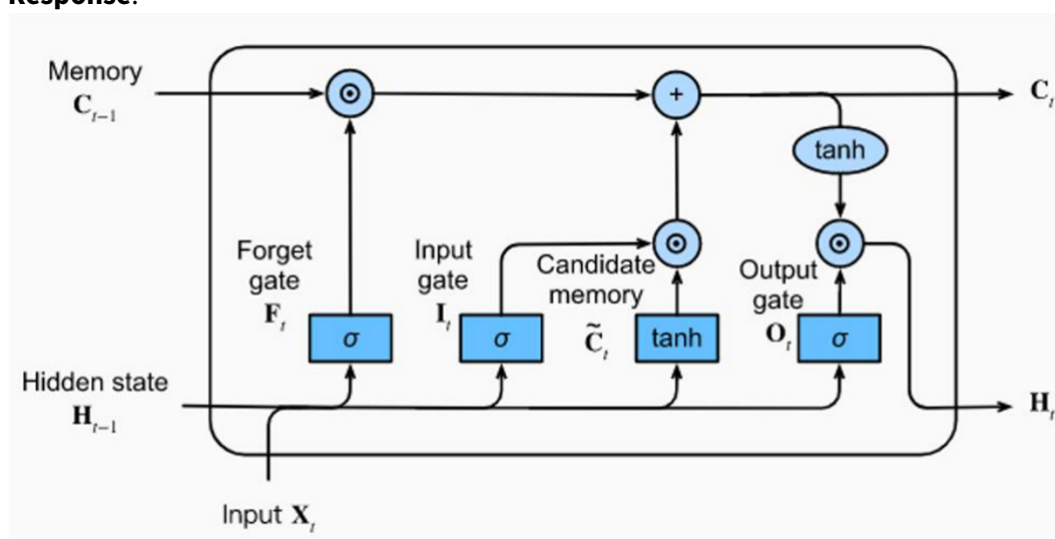 Response:
Memory
C_{t-1}
⊙
+
C_t
tanh
Forget
gate
F_t
Input
gate
I_t
⊙
Candidate
memory
C̃_t
Output
gate
O_t
⊙
σ
σ
tanh
σ
Hidden state
H_{t-1}
H_t
Input X_t